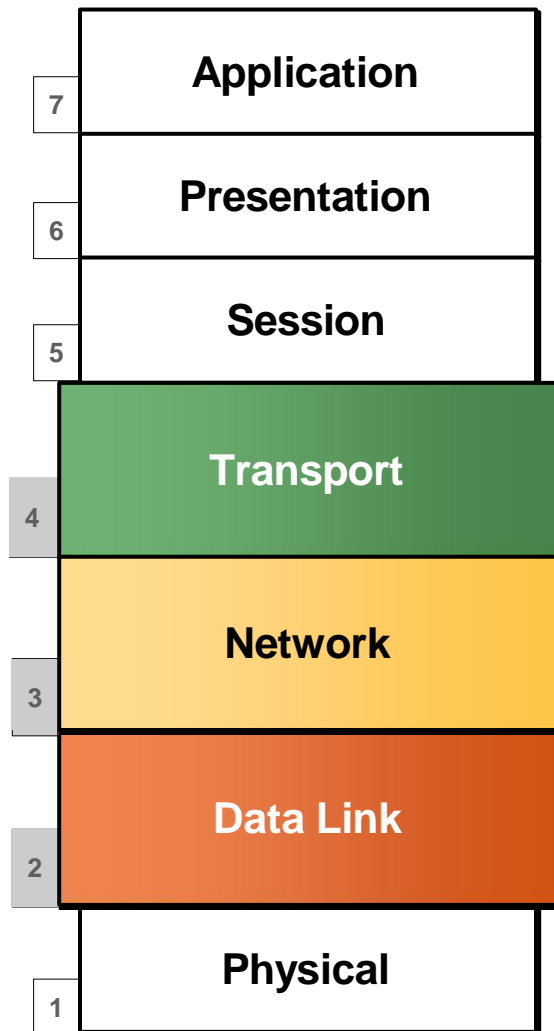 Application
7
Presentation
6
Session
5
Transport
4
Network
3
Data Link
2
Physical
1